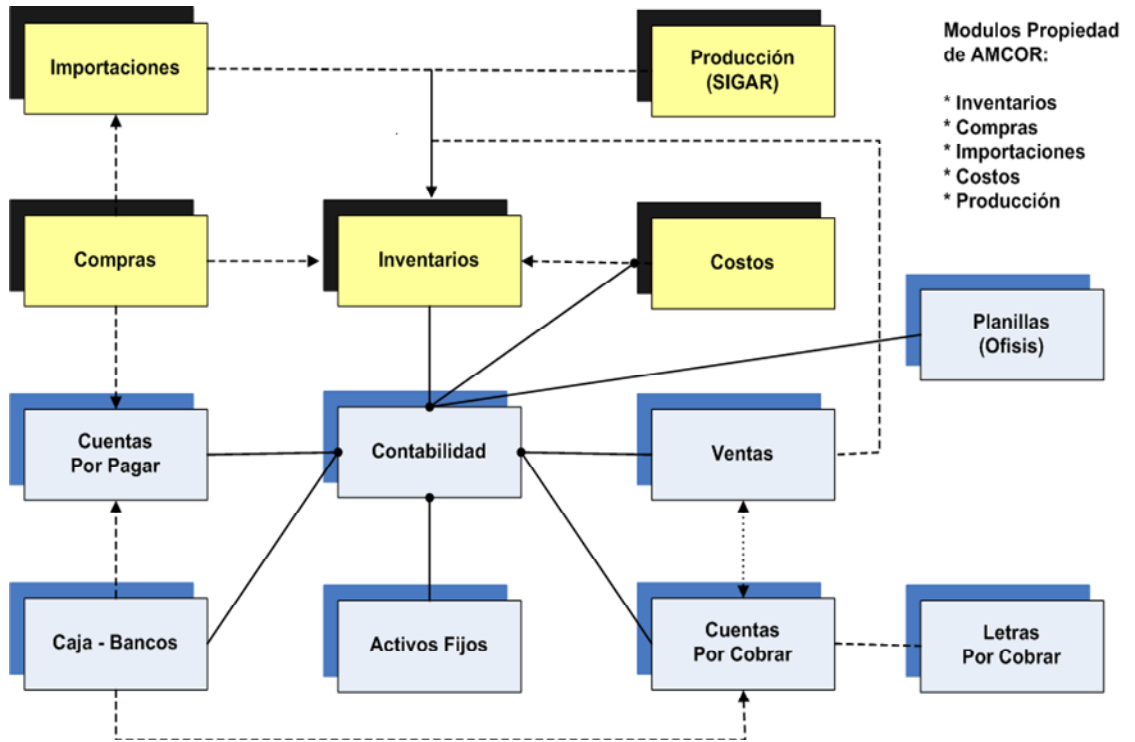 Importaciones
Producción
(SIGAR)
Modulos Propiedad
de AMCOR:
* Inventarios
* Compras
* Importaciones
* Costos
* Producción
Compras
Inventarios
Costos
Planillas
(Ofisis)
Cuentas
Por Pagar
Contabilidad
Ventas
Caja - Bancos
Activos Fijos
Cuentas
Por Cobrar
Letras
Por Cobrar